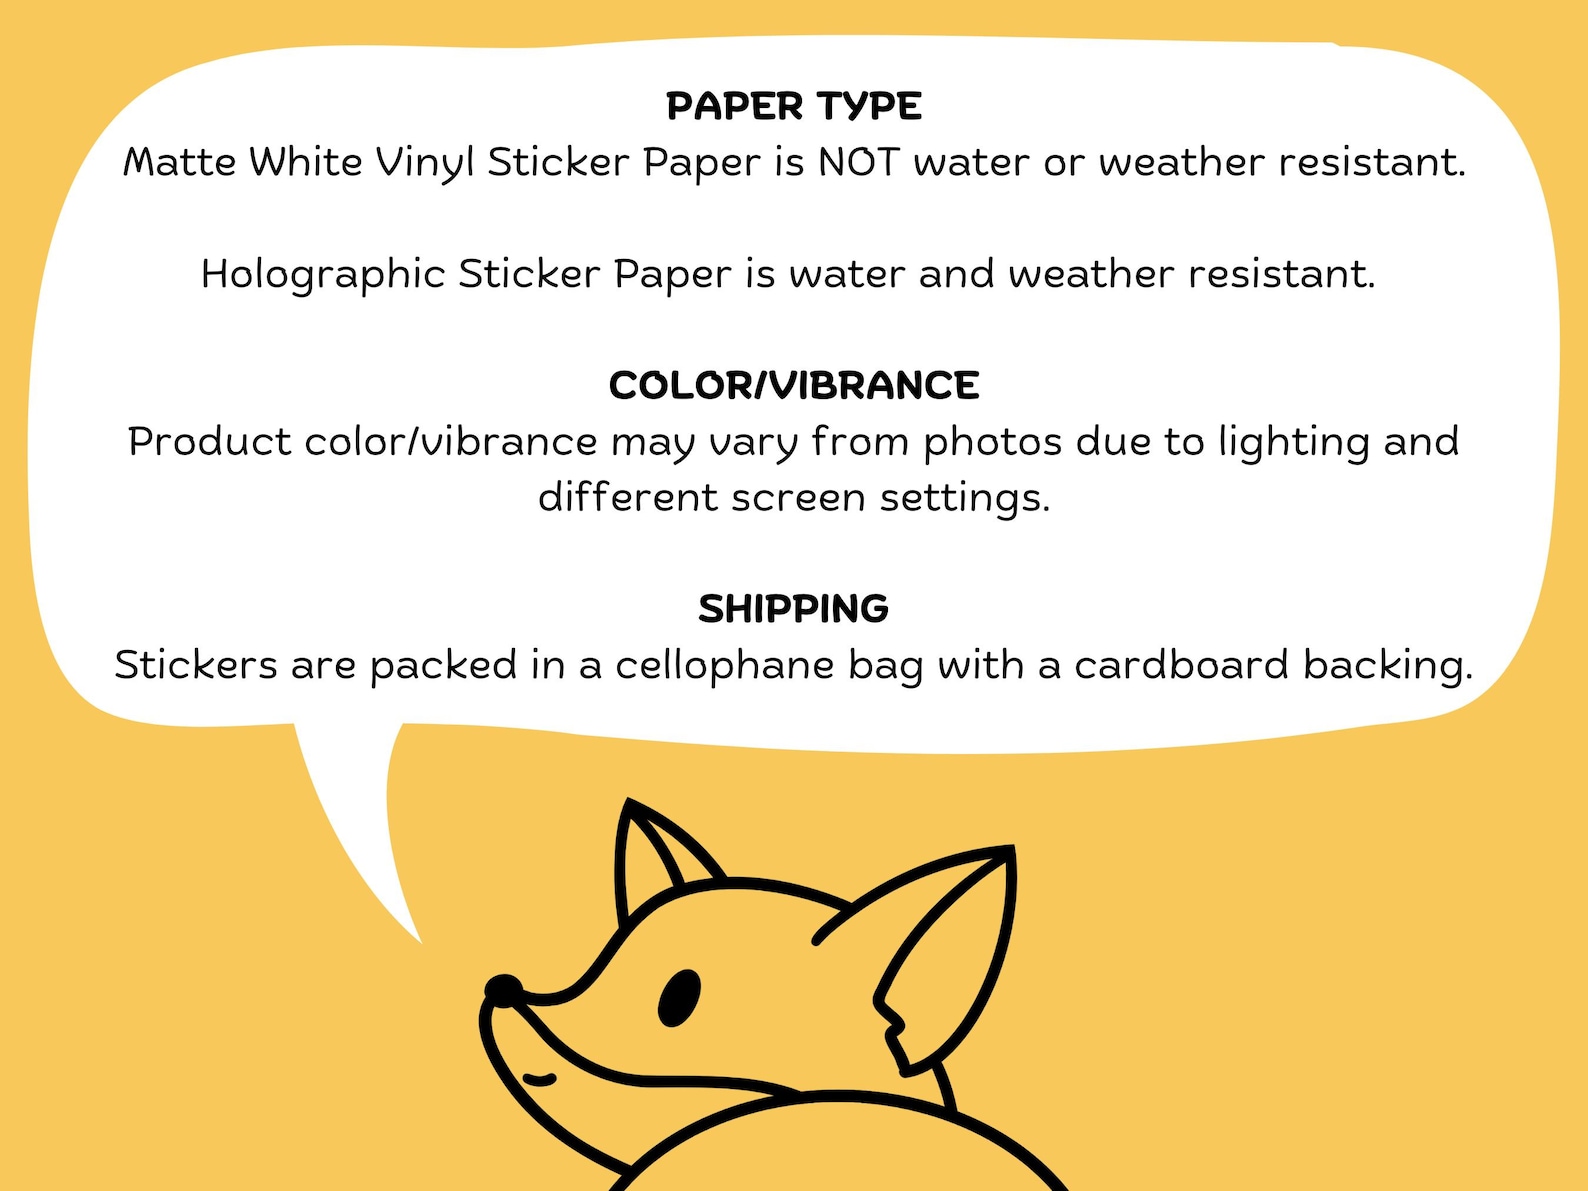 PAPER TYPE
Matte White Vinyl Sticker Paper is NOT water or weather resistant.
Holographic Sticker Paper is water and weather resistant.
COLOR/VIBRANCE
Product color/vibrance may vary from photos due to lighting and
different screen settings.
SHIPPING
Stickers are packed in a cellophane bag with a cardboard backing.